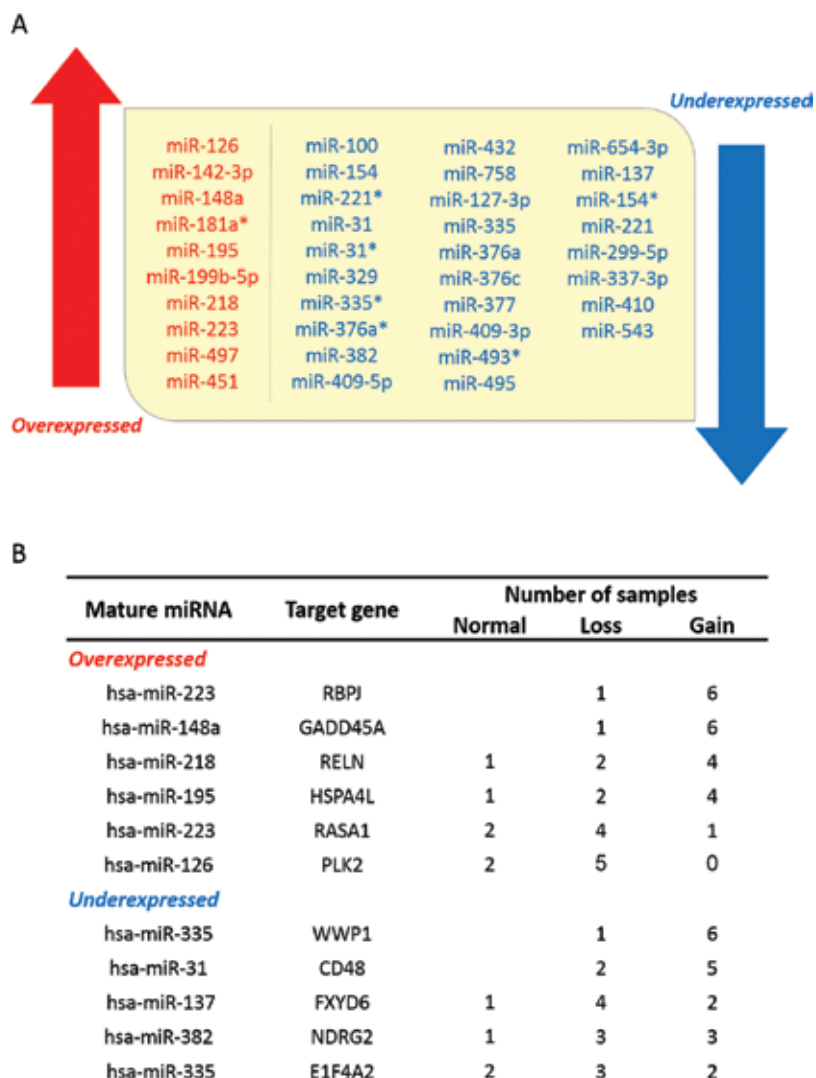 A
Underexpressed
miR-126 miR-100 miR-432 miR-654-3p
miR-142-3p miR-154 miR-758 miR-137
miR-148a miR-221* miR-127-3p miR-154*
miR-181a* miR-31 miR-335 miR-221
miR-195 miR-31* miR-376a miR-299-5p
miR-199b-5p miR-329 miR-376c miR-337-3p
miR-218 miR-335* miR-377 miR-410
miR-223 miR-376a* miR-409-3p miR-543
miR-497 miR-382 miR-493*
miR-451 miR-409-5p miR-495
Overexpressed
B
Mature miRNA Target gene Number of samples
Normal Loss Gain
Overexpressed
hsa-miR-223 RBPJ 1 6
hsa-miR-148a GADD45A 1 6
hsa-miR-218 RELN 1 2 4
hsa-miR-195 HSPA4L 1 2 4
hsa-miR-223 RASA1 2 4 1
hsa-miR-126 PLK2 2 5 0
Underexpressed
hsa-miR-335 WWP1 1 6
hsa-miR-31 CD48 2 5
hsa-miR-137 FXYD6 1 4 2
hsa-miR-382 NDRG2 1 3 3
hsa-miR-335 E1F4A2 2 3 2